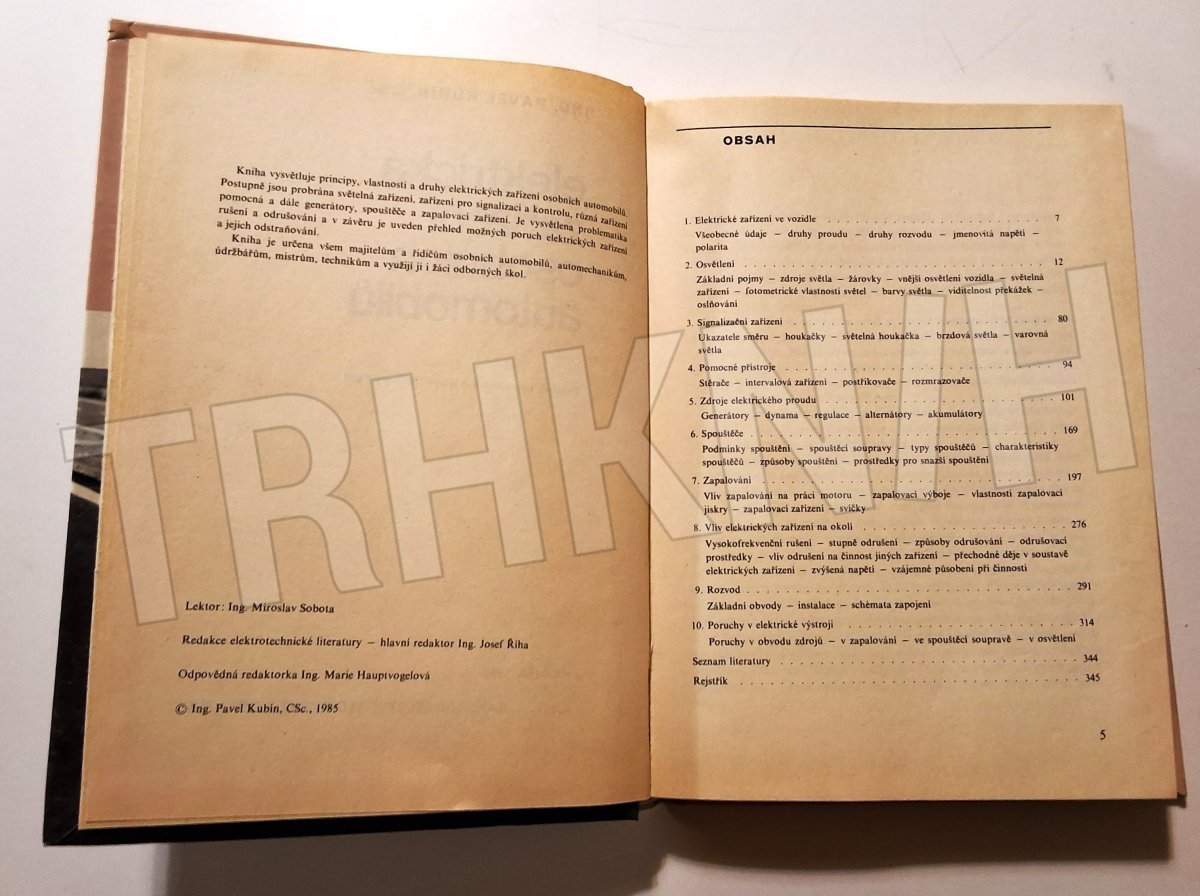 Kniha vysvětluje principy, vlastnosti a druhy elektrických zařízení osobních automobilů.
Postupně jsou probrána světelná zařízení, zařízení pro signalizaci a kontrolu, různá zařízení
pomocná a dále generátory, spouštěče a zapalovací zařízení. Je vysvětlena problematika
rušení a odrušování a v závěru je uveden přehled možných poruch elektrických zařízení
a jejich odstraňování.
Kniha je určena všem majitelům a řidičům osobních automobilů, automechanikům,
údržbářům, mistrům, technikům a využijí ji i žáci odborných škol.
Lektor: Ing. Miroslav Sobota
Redakce elektrotechnické literatury – hlavní redaktor Ing. Josef Říha
Odpovědná redaktorka Ing. Marie Hauptvogelová
© Ing. Pavel Kubín, CSc., 1985
OBSAH
1. Elektrické zařízení ve vozidle . . . . . . . . . . . . . . . . . . 7
Všeobecné údaje – druhy proudu – druhy rozvodu – jmenovitá napětí –
polarita
2. Osvětlení . . . . . . . . . . . . . . . . . . . . . . . . 12
Základní pojmy – zdroje světla – žárovky – vnější osvětlení vozidla – světelná
zařízení – fotometrické vlastnosti světel – barvy světla – viditelnost překážek –
oslňování
3. Signalizační zařízení . . . . . . . . . . . . . . . . . . . . 80
Ukazatele směru – houkačky – světelná houkačka – brzdová světla – varovná
světla
4. Pomocné přístroje . . . . . . . . . . . . . . . . . . . . . 94
Stěrače – intervalová zařízení – postřikovače – rozmrazovače
5. Zdroje elektrického proudu . . . . . . . . . . . . . . . . . . 101
Generátory – dynama – regulace – alternátory – akumulátory
6. Spouštěče . . . . . . . . . . . . . . . . . . . . . . . . 169
Podmínky spouštění – spouštěcí soupravy – typy spouštěčů – charakteristiky
spouštěčů – způsoby spouštění – prostředky pro snazší spouštění
7. Zapalování . . . . . . . . . . . . . . . . . . . . . . . . 197
Vliv zapalování na práci motoru – zapalovací výboje – vlastnosti zapalovací
jiskry – zapalovací zařízení – svíčky
8. Vliv elektrických zařízení na okolí . . . . . . . . . . . . . . . . 276
Vysokofrekvenční rušení – stupně odrušení – způsoby odrušování – odrušovací
prostředky – vliv odrušení na činnost jiných zařízení – přechodné děje v soustavě
elektrických zařízení – zvýšená napětí – vzájemné působení při činnosti
9. Rozvod . . . . . . . . . . . . . . . . . . . . . . . . . 291
Základní obvody – instalace – schémata zapojení
10. Poruchy v elektrické výstroji . . . . . . . . . . . . . . . . . . 314
Poruchy v obvodu zdrojů – v zapalování – ve spouštěcí soupravě – v osvětlení
Seznam literatury . . . . . . . . . . . . . . . . . . . . . . 344
Rejstřík . . . . . . . . . . . . . . . . . . . . . . . . . 345
5
TRHKNIH